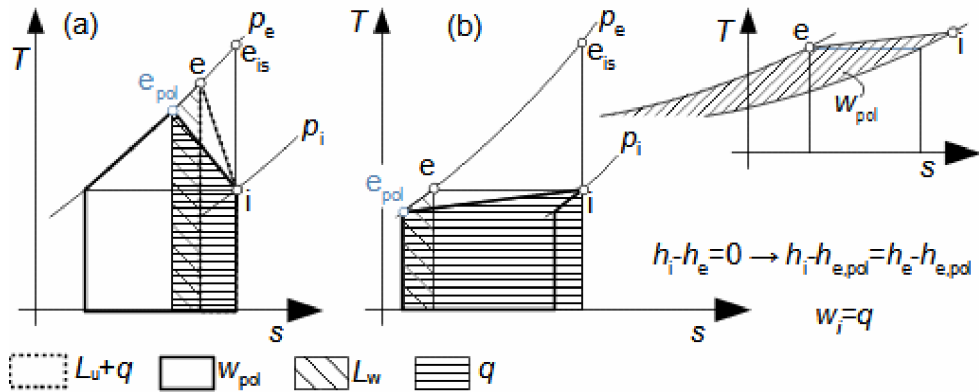 (a)
T
p_e
e_is
e
e_pol
p_i
i
s
(b)
T
p_e
e_is
p_i
e
e_pol
i
s
T
e
i
w_pol
s
h_i-h_e=0 → h_i-h_e,pol=h_e-h_e,pol
w_i=q
L_u+q w_pol L_w q